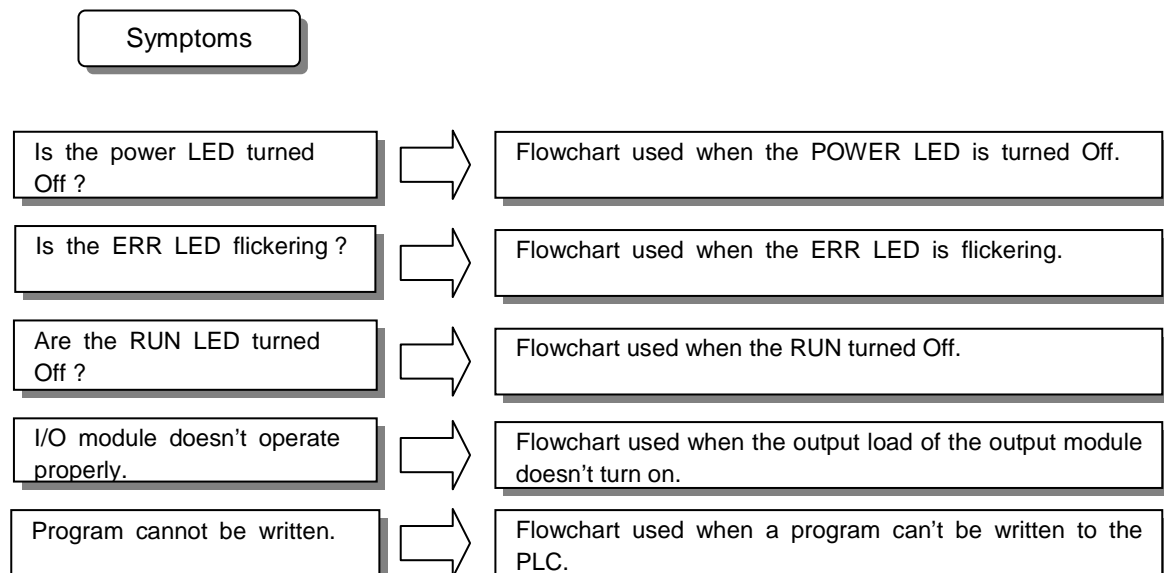 Symptoms
Is the power LED turned
Off ?
Flowchart used when the POWER LED is turned Off.
Is the ERR LED flickering ?
Flowchart used when the ERR LED is flickering.
Are the RUN LED turned
Off ?
Flowchart used when the RUN turned Off.
I/O module doesn’t operate
properly.
Flowchart used when the output load of the output module
doesn’t turn on.
Program cannot be written.
Flowchart used when a program can’t be written to the
PLC.